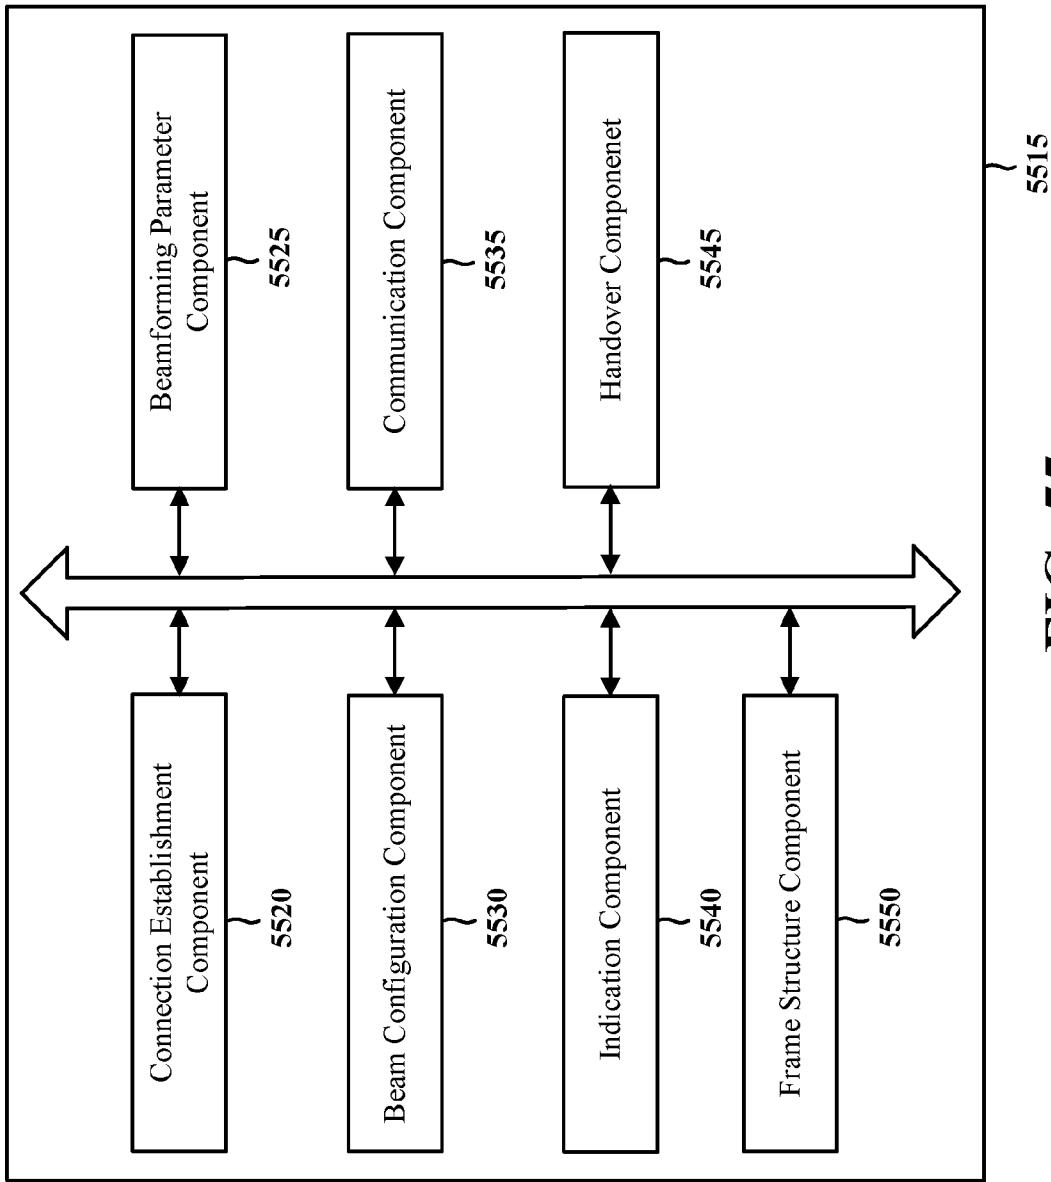 Connection Establishment
Component
5520
Beamforming Parameter
Component
5525
Beam Configuration Component
5530
Communication Component
5535
Indication Component
5540
Handover Componenet
5545
Frame Structure Component
5550
5515